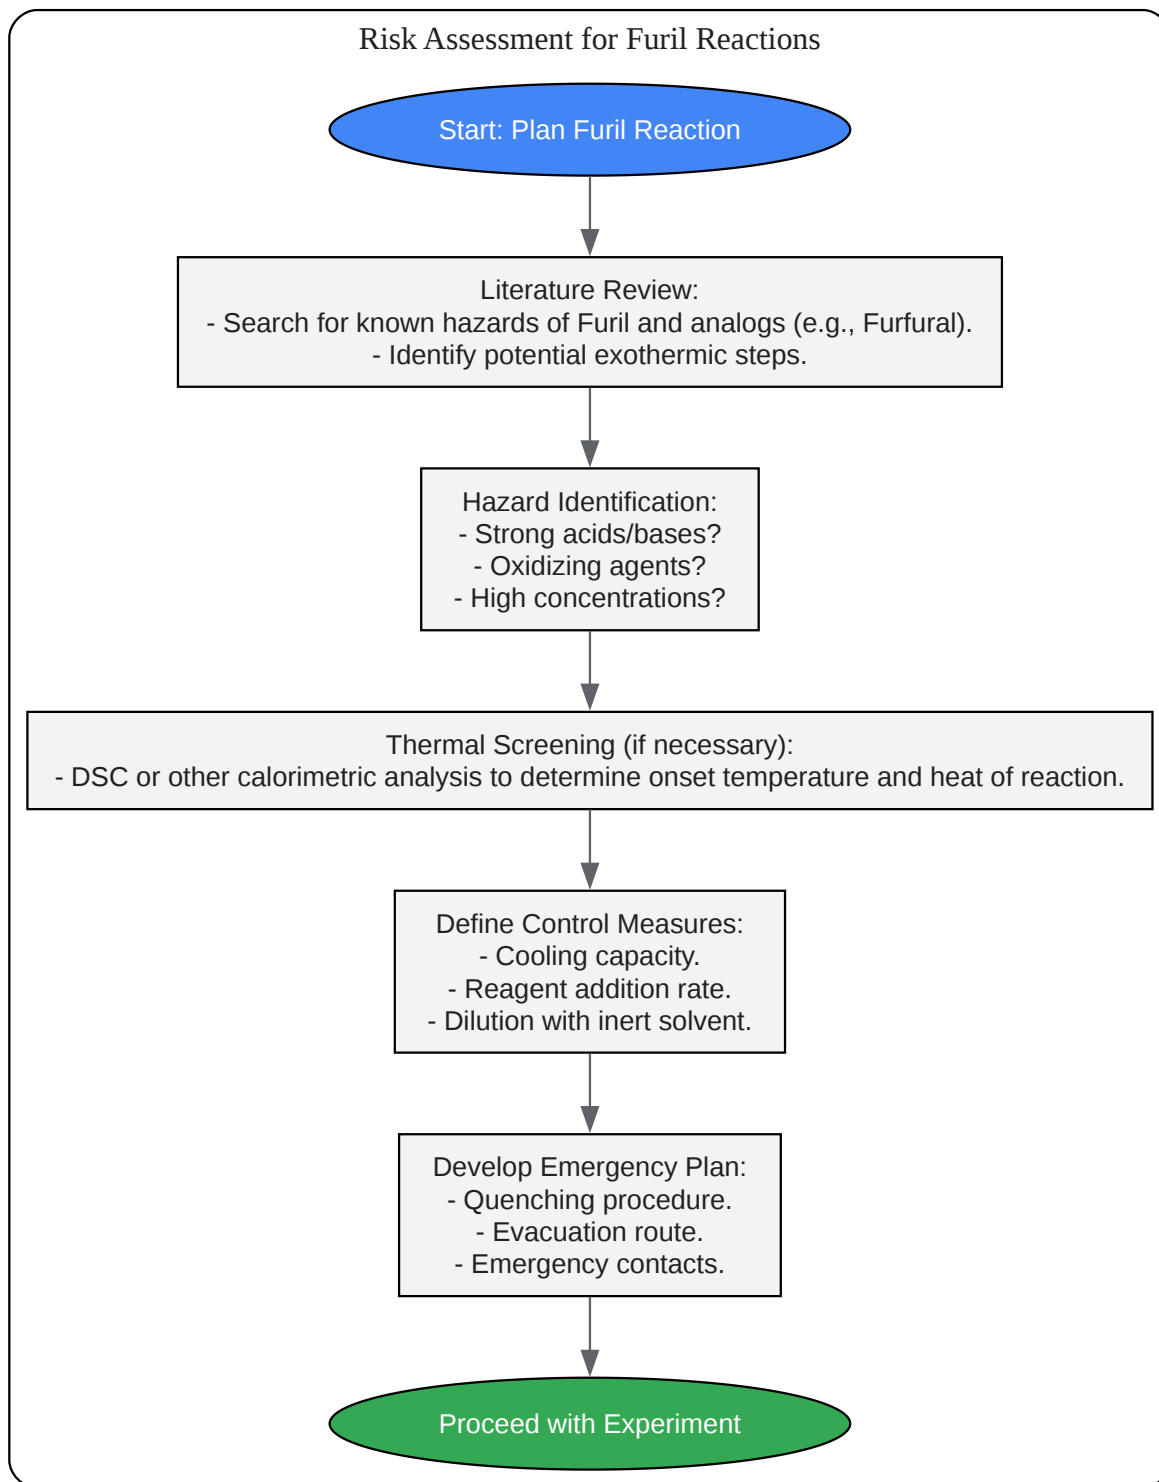 Risk Assessment for Furil Reactions
Start: Plan Furil Reaction
Literature Review:
- Search for known hazards of Furil and analogs (e.g., Furfural).
- Identify potential exothermic steps.
Hazard Identification:
- Strong acids/bases?
- Oxidizing agents?
- High concentrations?
Thermal Screening (if necessary):
- DSC or other calorimetric analysis to determine onset temperature and heat of reaction.
Define Control Measures:
- Cooling capacity.
- Reagent addition rate.
- Dilution with inert solvent.
Develop Emergency Plan:
- Quenching procedure.
- Evacuation route.
- Emergency contacts.
Proceed with Experiment